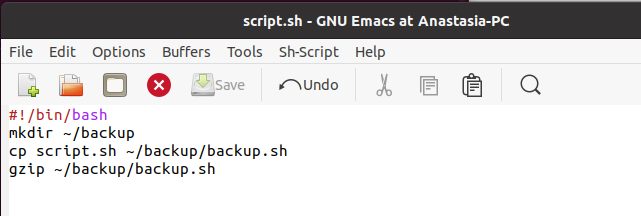 script.sh - GNU Emacs at Anastasia-PC
File Edit Options Buffers Tools Sh-Script Help
Save Undo
#!/bin/bash
mkdir ~/backup
cp script.sh ~/backup/backup.sh
gzip ~/backup/backup.sh